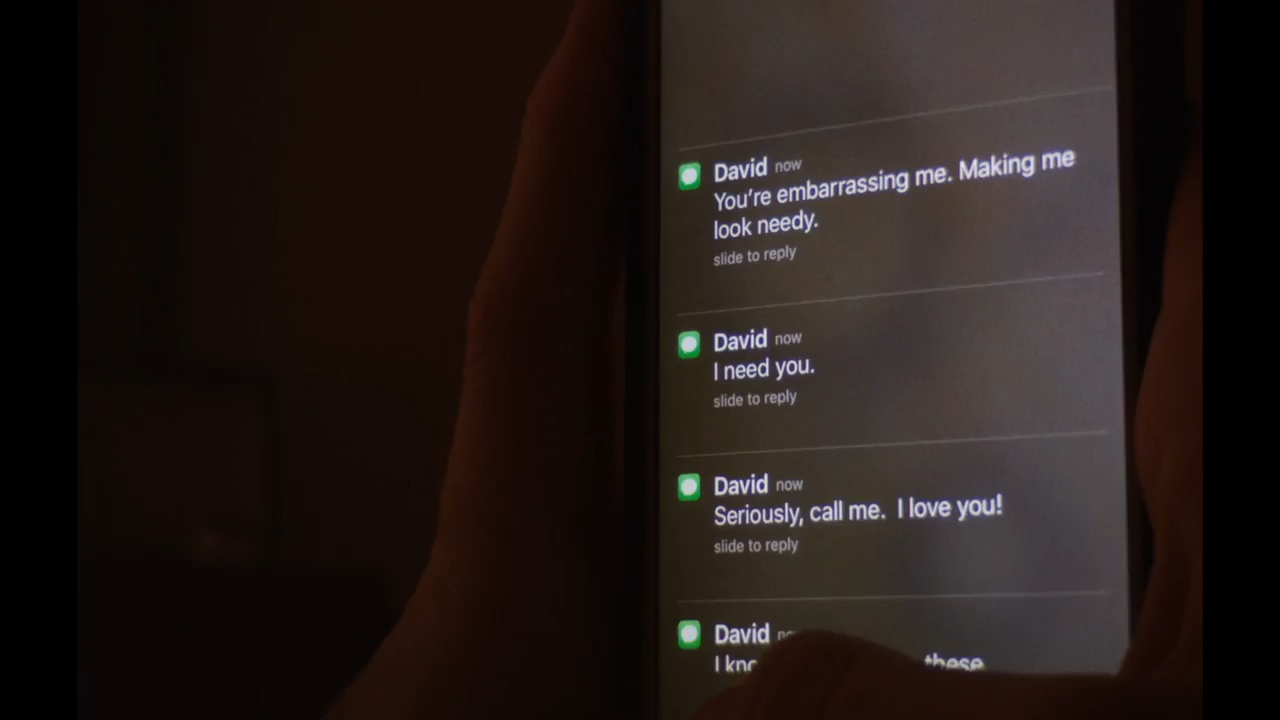 David now
You're embarrassing me. Making me
look needy.
slide to reply
David now
I need you.
slide to reply
David now
Seriously, call me.  I love you!
slide to reply
David
I these